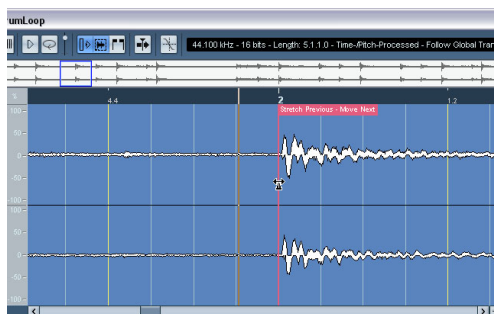 rumLoop
44.100 kHz - 16 bits - Length: 5.1.1.0 - Time-/Pitch-Processed - Follow Global Tran
% 4.4 2 1.2
100
Stretch Previous - Move Next
50
0
-50
-100
100
50
0
-50
-100